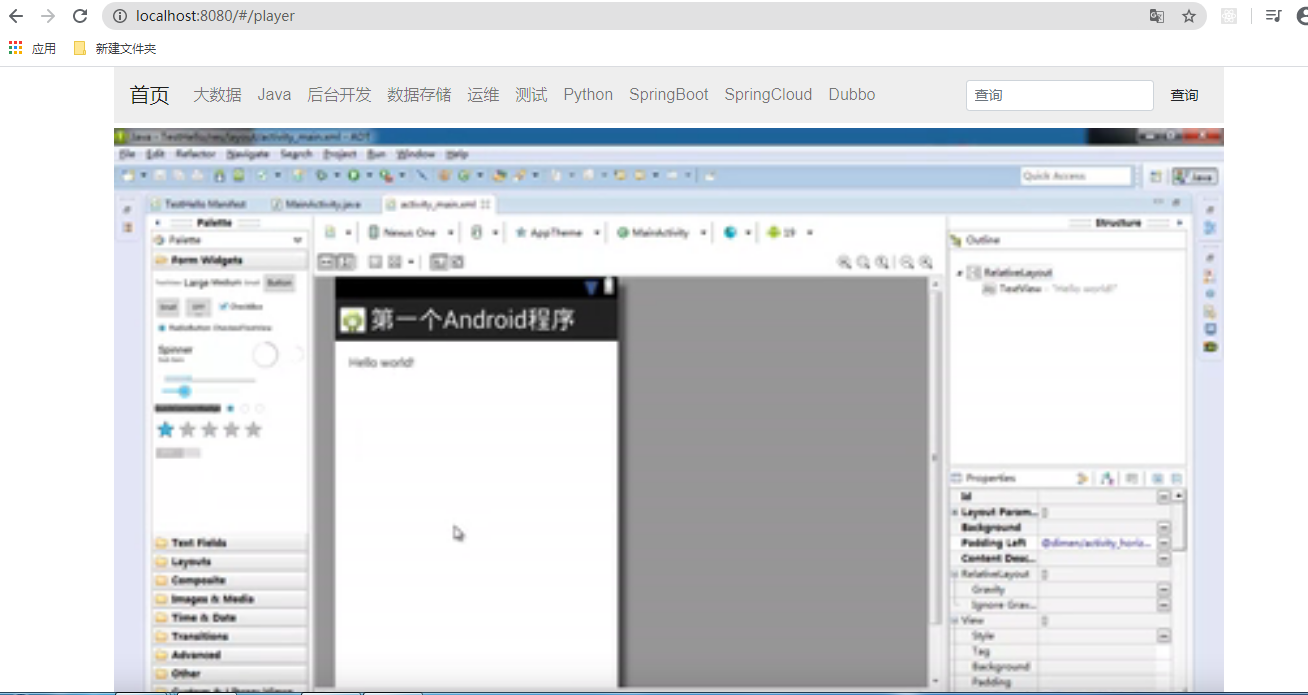 localhost:8080/#/player
应用 新建文件夹
首页 大数据 Java 后台开发 数据存储 运维 测试 Python SpringBoot SpringCloud Dubbo 查询 查询
Java - TestHello/res/layout/activity_main.xml - ADT
File Edit Refactor Navigate Search Project Run Window Help
Quick Access Java
TestHello Manifest MainActivity.java activity_main.xml
Palette Structure
Palette Nexus One AppTheme MainActivity 19 Outline
Form Widgets
RelativeLayout
Large Medium Button TextView - "Hello world!"
CheckBox
第一个Android程序
RadioButton CheckedTextView
Spinner
Hello world!
Properties
Id
Layout Param... []
Background
Text Fields Padding Left @dimen/activity_horiz...
Layouts Content Desc...
Composite RelativeLayout []
Images & Media Gravity
Time & Date Ignore Grav...
View []
Transitions Style
Advanced Tag
Other Background
Custom & Library Views Padding